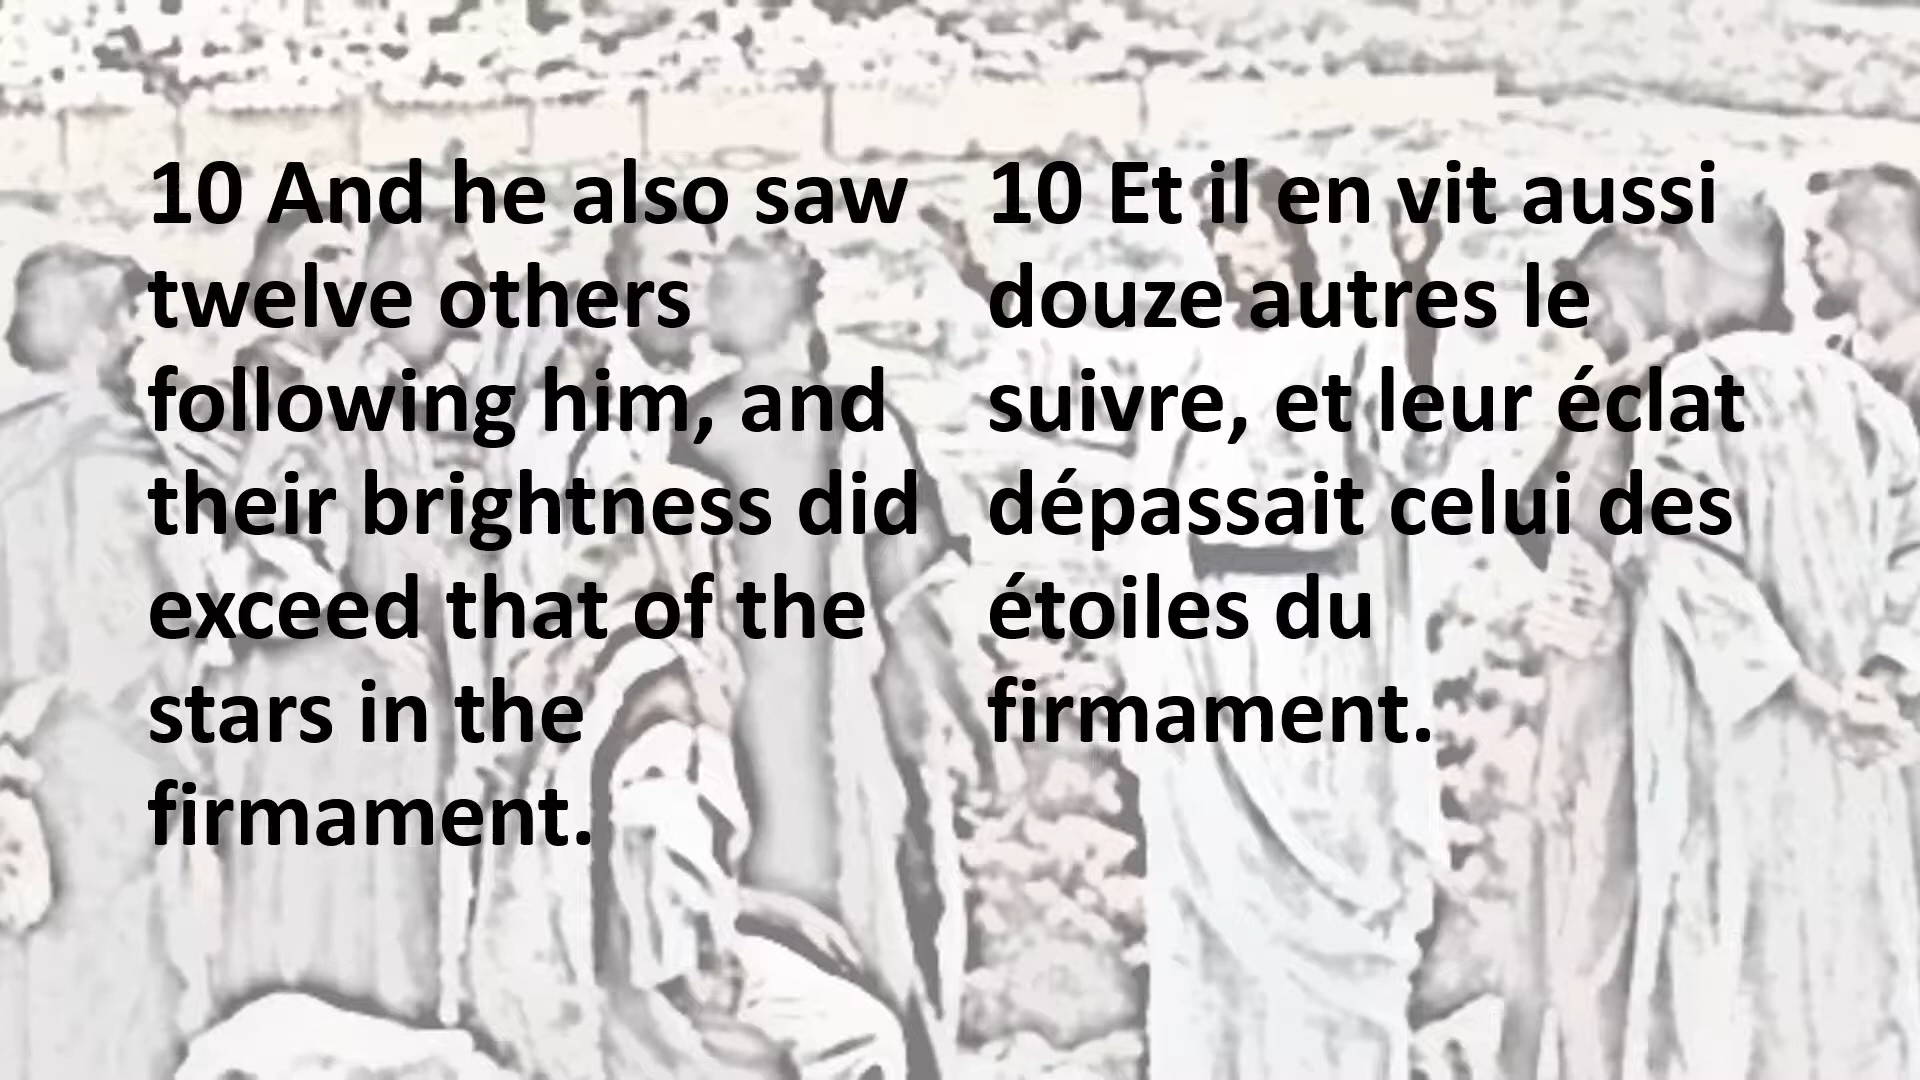 10 And he also saw
twelve others
following him, and
their brightness did
exceed that of the
stars in the
firmament.
10 Et il en vit aussi
douze autres le
suivre, et leur éclat
dépassait celui des
étoiles du
firmament.